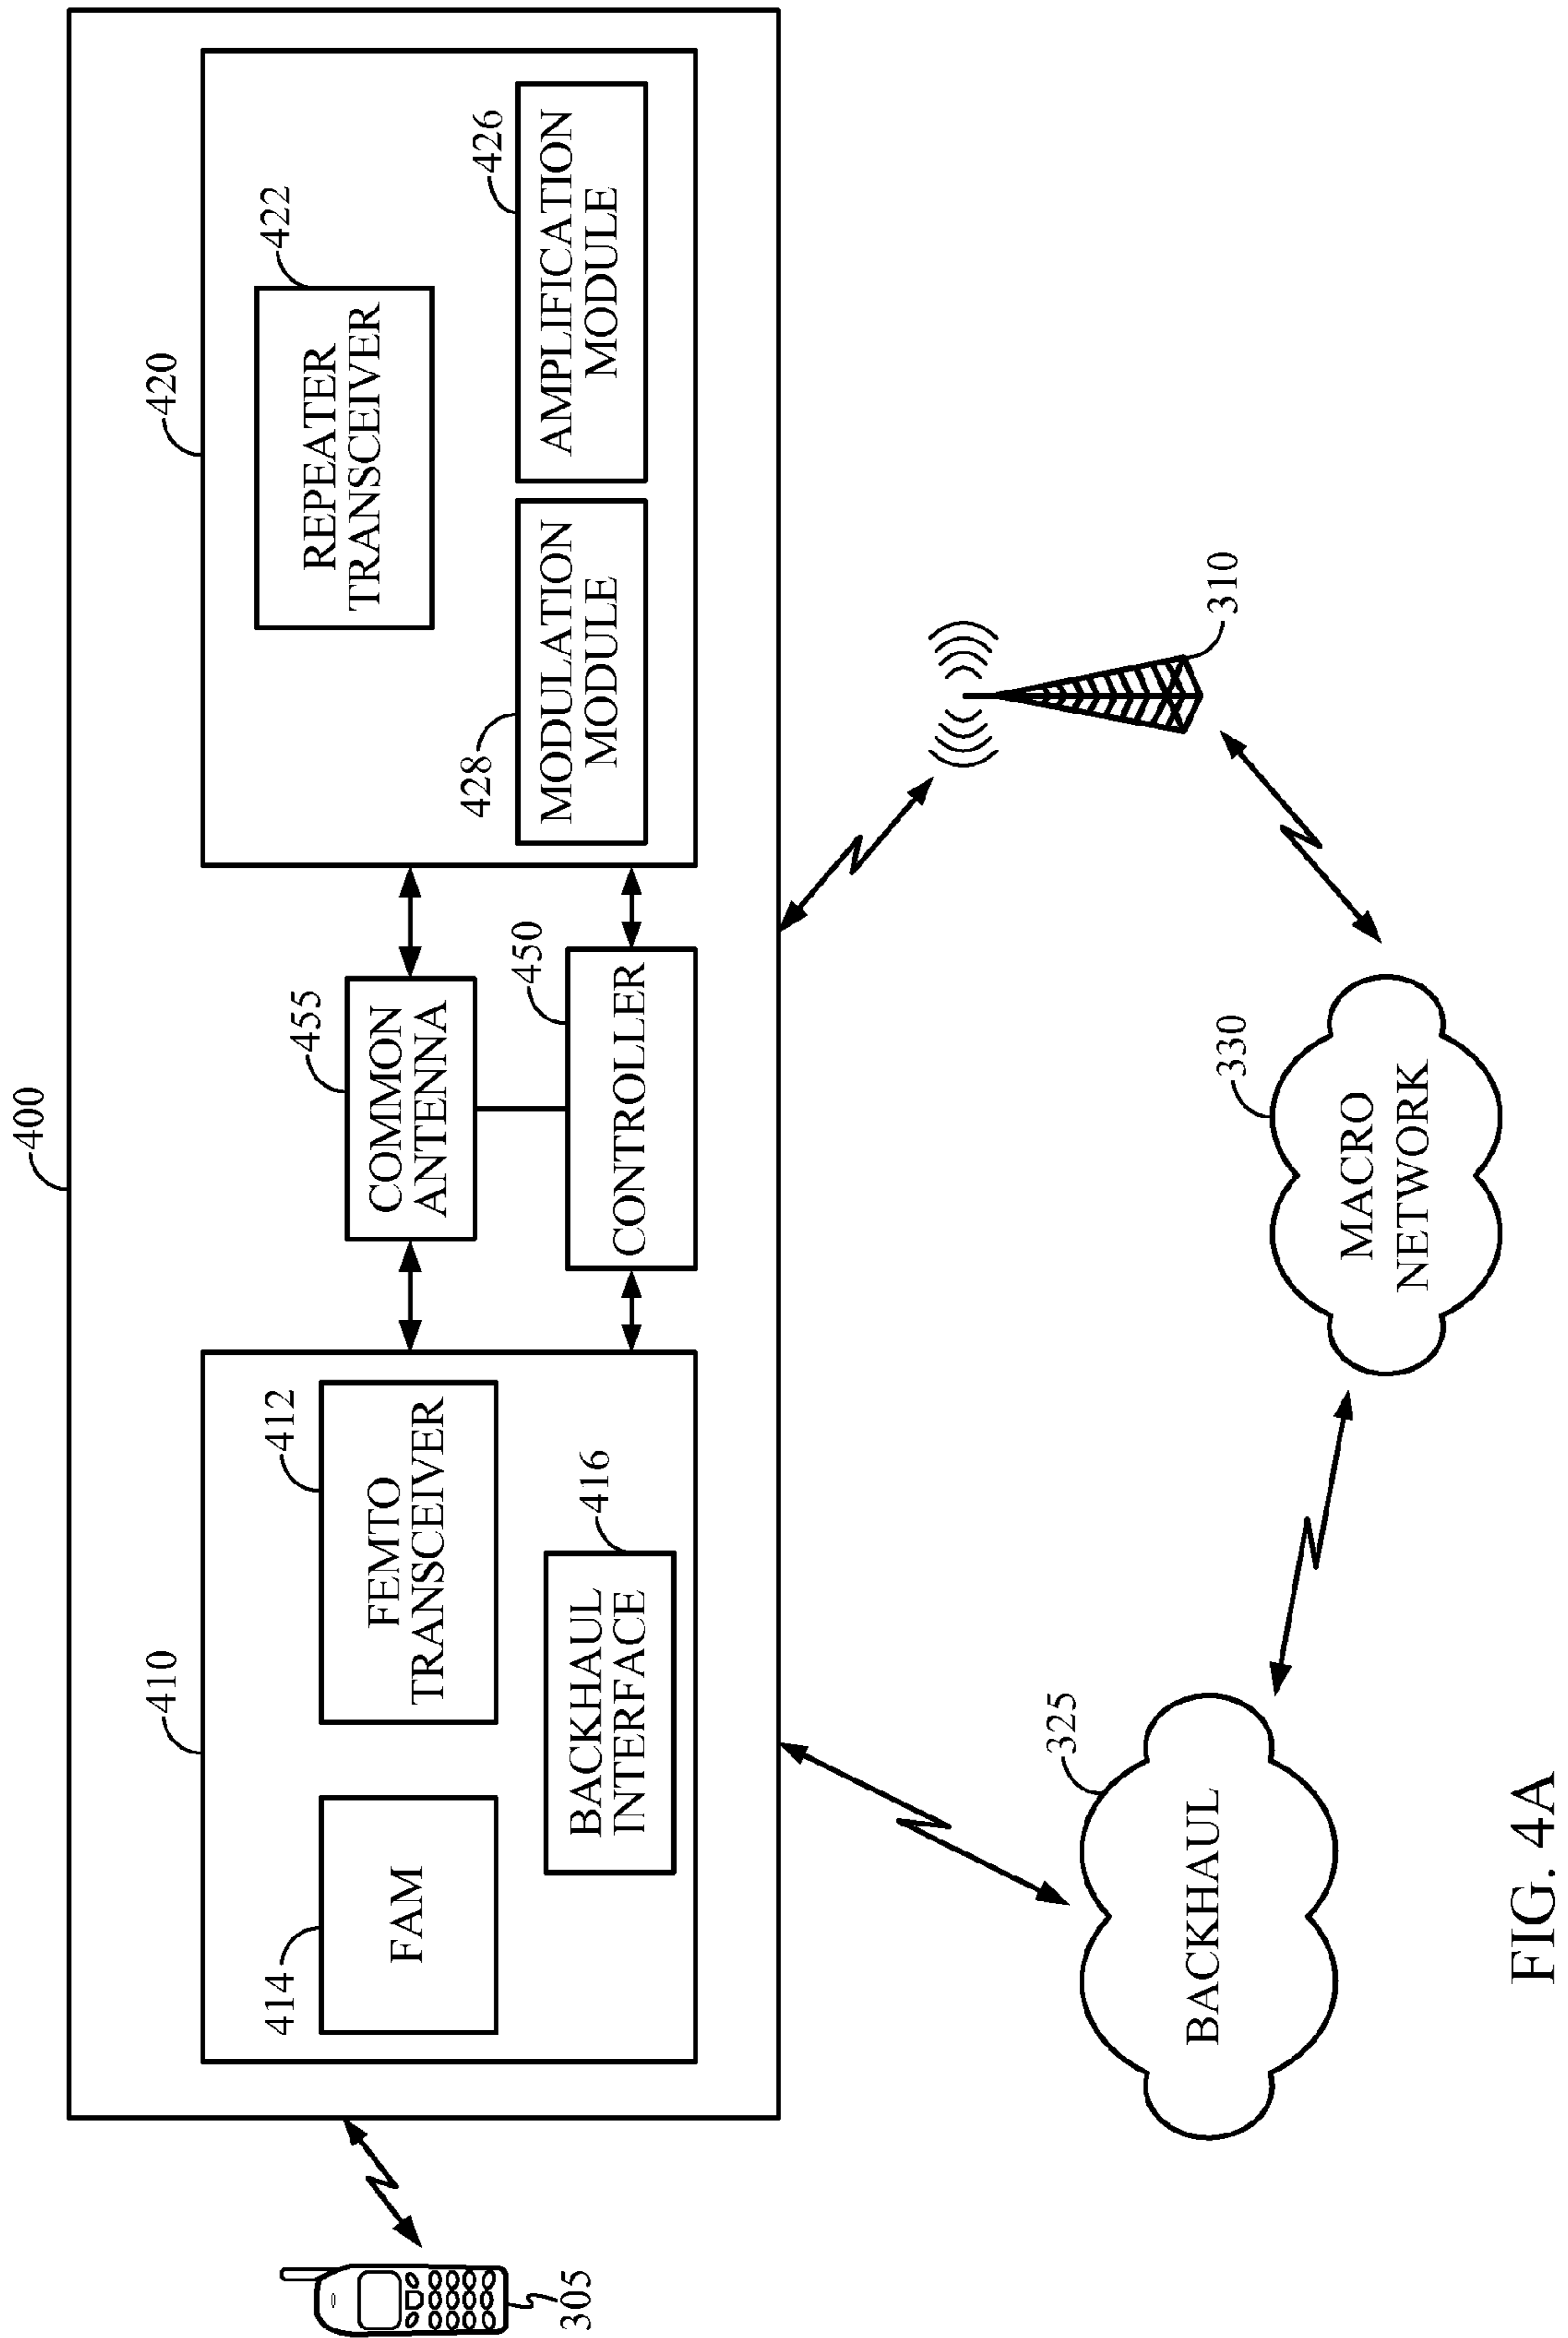 400
410
420
414
FAM
412
FEMTO
TRANSCEIVER
416
BACKHAUL
INTERFACE
455
COMMON
ANTENNA
450
CONTROLLER
422
REPEATER
TRANSCEIVER
428
MODULATION
MODULE
426
AMPLIFICATION
MODULE
305
310
325
BACKHAUL
330
MACRO
NETWORK
FIG. 4A